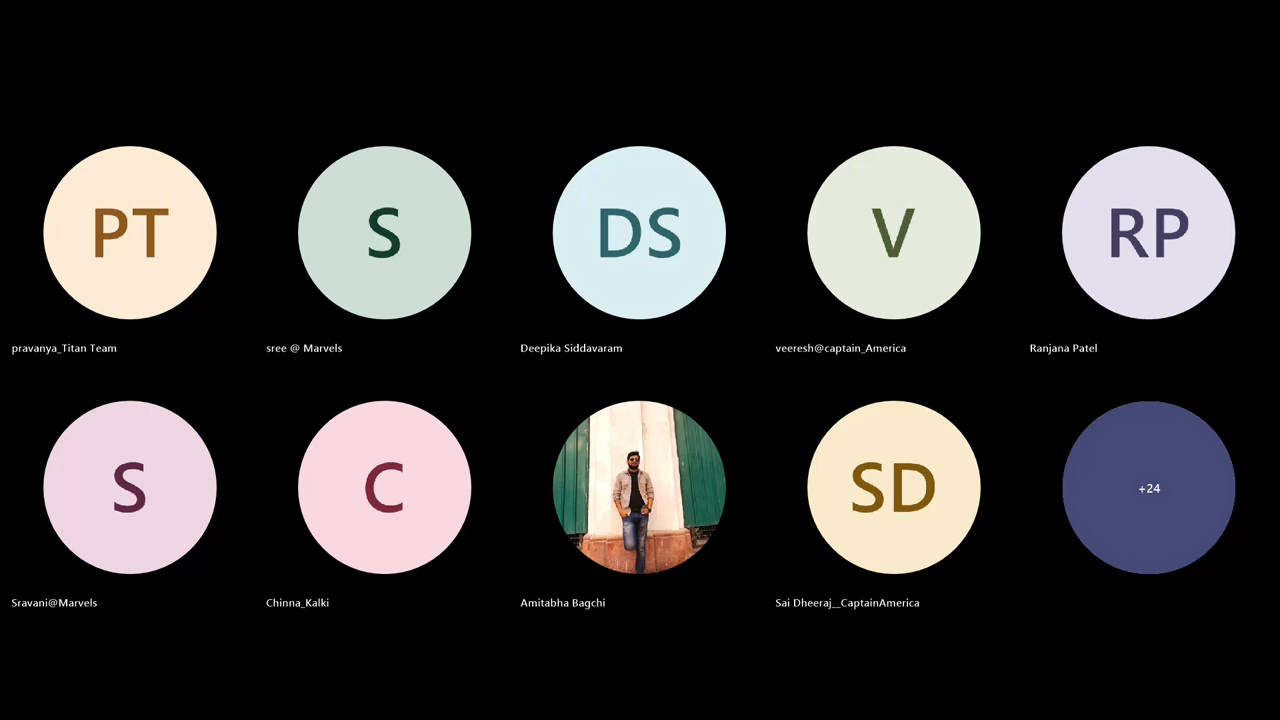 PT
S
DS
V
RP
pravanya_Titan Team
sree @ Marvels
Deepika Siddavaram
veeresh@captain_America
Ranjana Patel
S
C
SD
+24
Sravani@Marvels
Chinna_Kalki
Amitabha Bagchi
Sai Dheeraj__CaptainAmerica